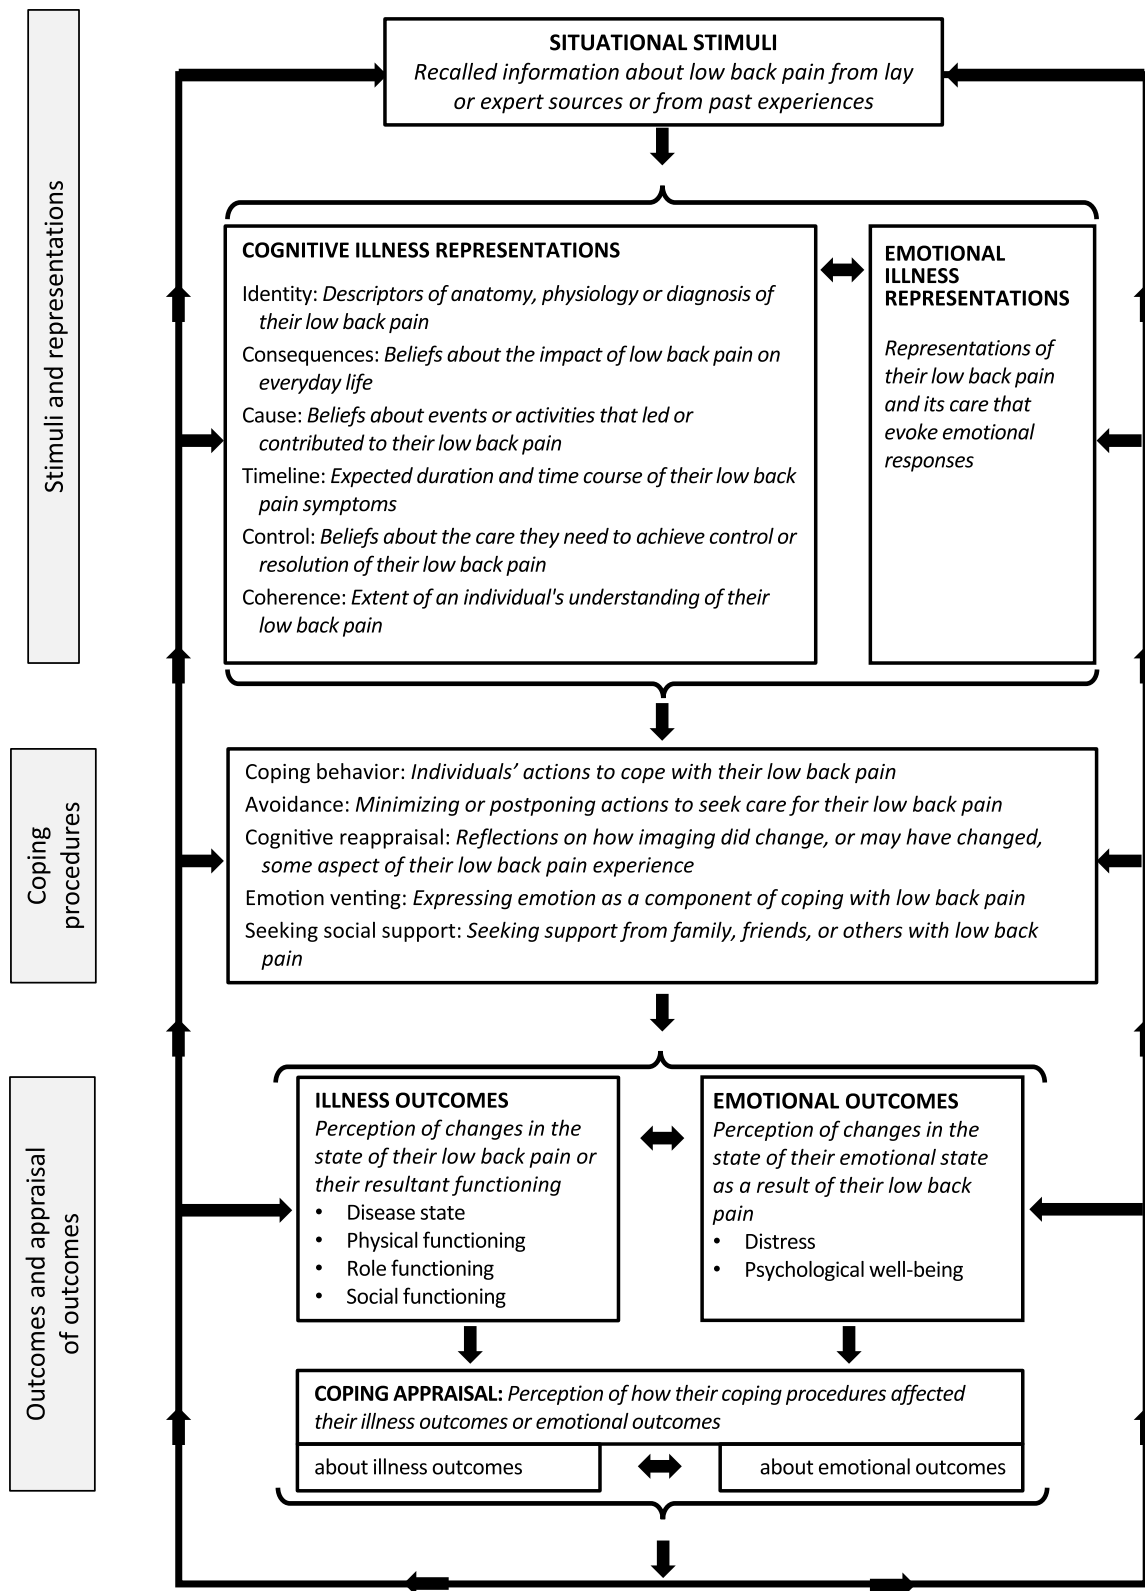 SITUATIONAL STIMULI
Recalled information about low back pain from lay
or expert sources or from past experiences
Stimuli and representations
COGNITIVE ILLNESS REPRESENTATIONS
Identity: Descriptors of anatomy, physiology or diagnosis of
their low back pain
Consequences: Beliefs about the impact of low back pain on
everyday life
Cause: Beliefs about events or activities that led or
contributed to their low back pain
Timeline: Expected duration and time course of their low back
pain symptoms
Control: Beliefs about the care they need to achieve control or
resolution of their low back pain
Coherence: Extent of an individual's understanding of their
low back pain
EMOTIONAL
ILLNESS
REPRESENTATIONS
Representations of
their low back pain
and its care that
evoke emotional
responses
Coping
procedures
Coping behavior: Individuals’ actions to cope with their low back pain
Avoidance: Minimizing or postponing actions to seek care for their low back pain
Cognitive reappraisal: Reflections on how imaging did change, or may have changed,
some aspect of their low back pain experience
Emotion venting: Expressing emotion as a component of coping with low back pain
Seeking social support: Seeking support from family, friends, or others with low back
pain
Outcomes and appraisal
of outcomes
ILLNESS OUTCOMES
Perception of changes in the
state of their low back pain or
their resultant functioning
• Disease state
• Physical functioning
• Role functioning
• Social functioning
EMOTIONAL OUTCOMES
Perception of changes in the
state of their emotional state
as a result of their low back
pain
• Distress
• Psychological well-being
COPING APPRAISAL: Perception of how their coping procedures affected
their illness outcomes or emotional outcomes
about illness outcomes
about emotional outcomes